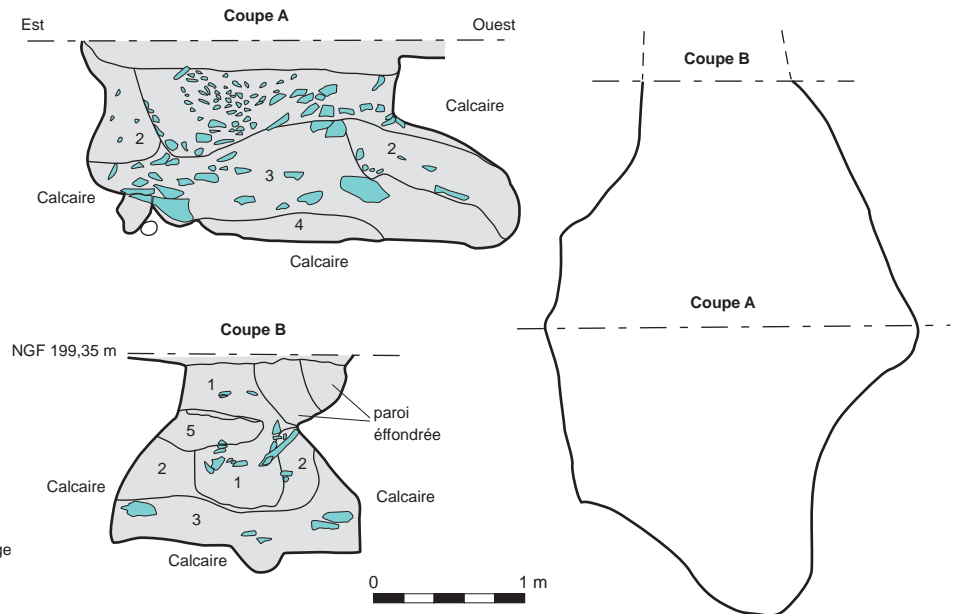 Coupe A
Est
Ouest
Calcaire
2
2
3
Calcaire
4
Calcaire
Coupe B
NGF 199,35 m
1
paroi
éffondrée
5
2
2
1
Calcaire
Calcaire
3
ge
Calcaire
0
1 m
Coupe B
Coupe A